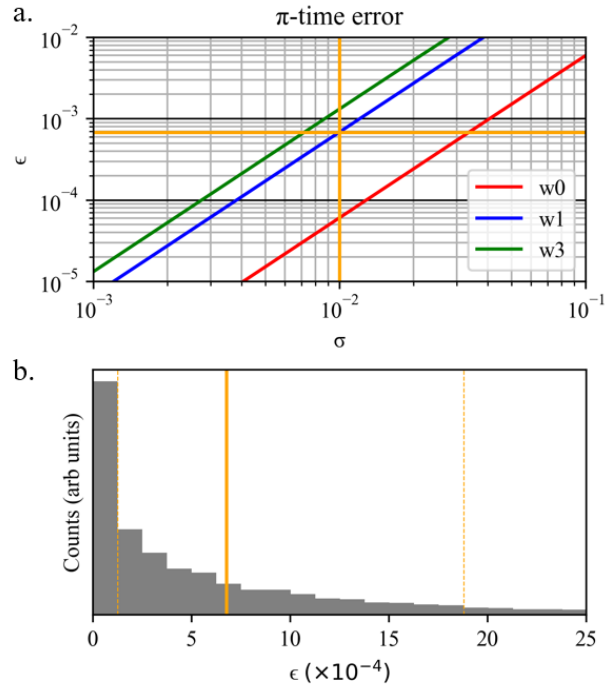 a.
π-time error
ϵ
10⁻²
10⁻³
10⁻⁴
10⁻⁵
w0
w1
w3
10⁻³ 10⁻² 10⁻¹
σ
b.
Counts (arb units)
0 5 10 15 20 25
ϵ (×10⁻⁴)